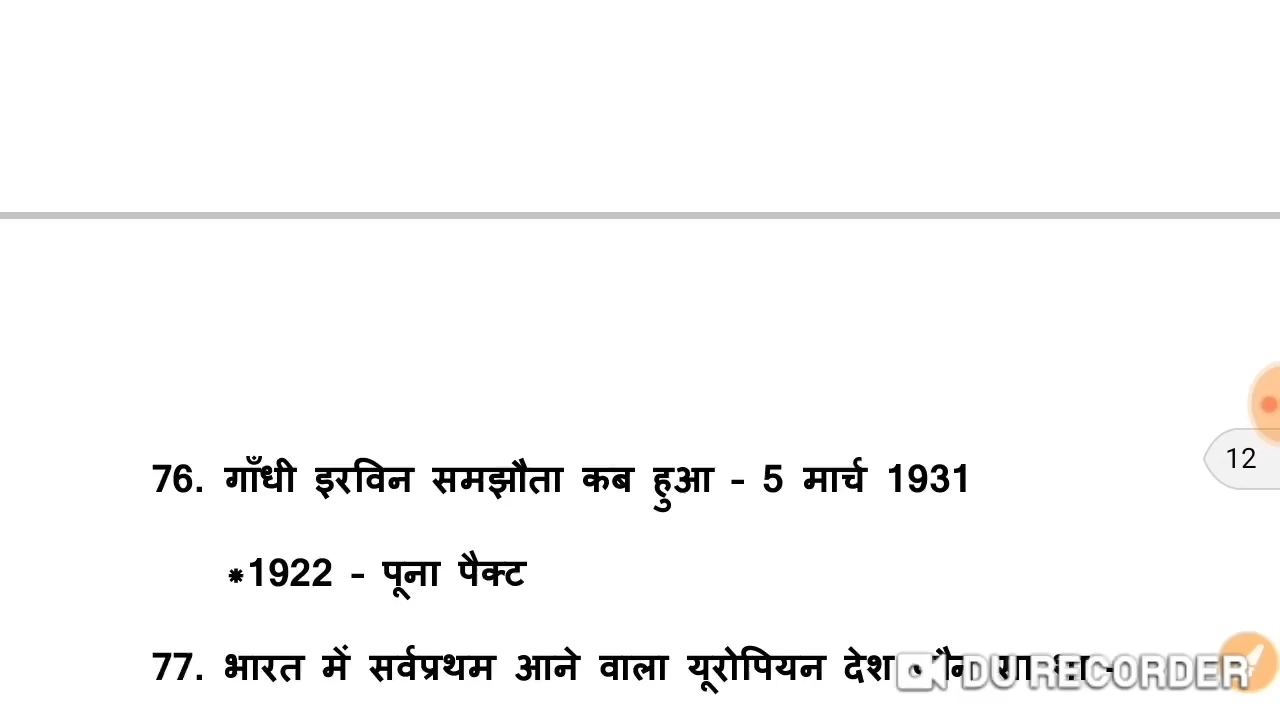 12
76. गाँधी इरविन समझौता कब हुआ - 5 मार्च 1931
*1922 - पूना पैक्ट
77. भारत में सर्वप्रथम आने वाला यूरोपियन देश कौन सा था -
DU RECORDER